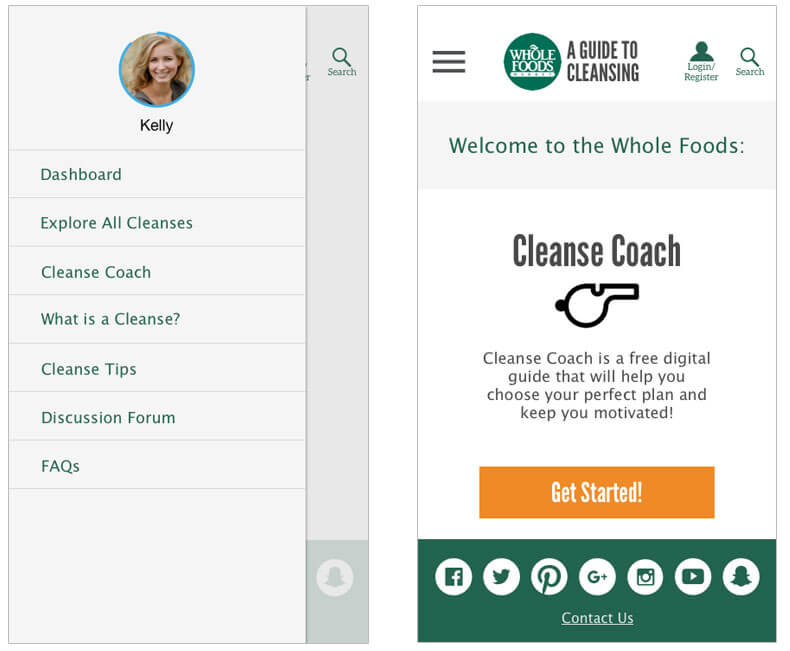 Kelly
Dashboard
Explore All Cleanses
Cleanse Coach
What is a Cleanse?
Cleanse Tips
Discussion Forum
FAQs
r
Search
WHOLE
FOODS
MARKET
A GUIDE TO
CLEANSING
Login/
Register
Search
Welcome to the Whole Foods:
Cleanse Coach
Cleanse Coach is a free digital
guide that will help you
choose your perfect plan and
keep you motivated!
Get Started!
G+
Contact Us